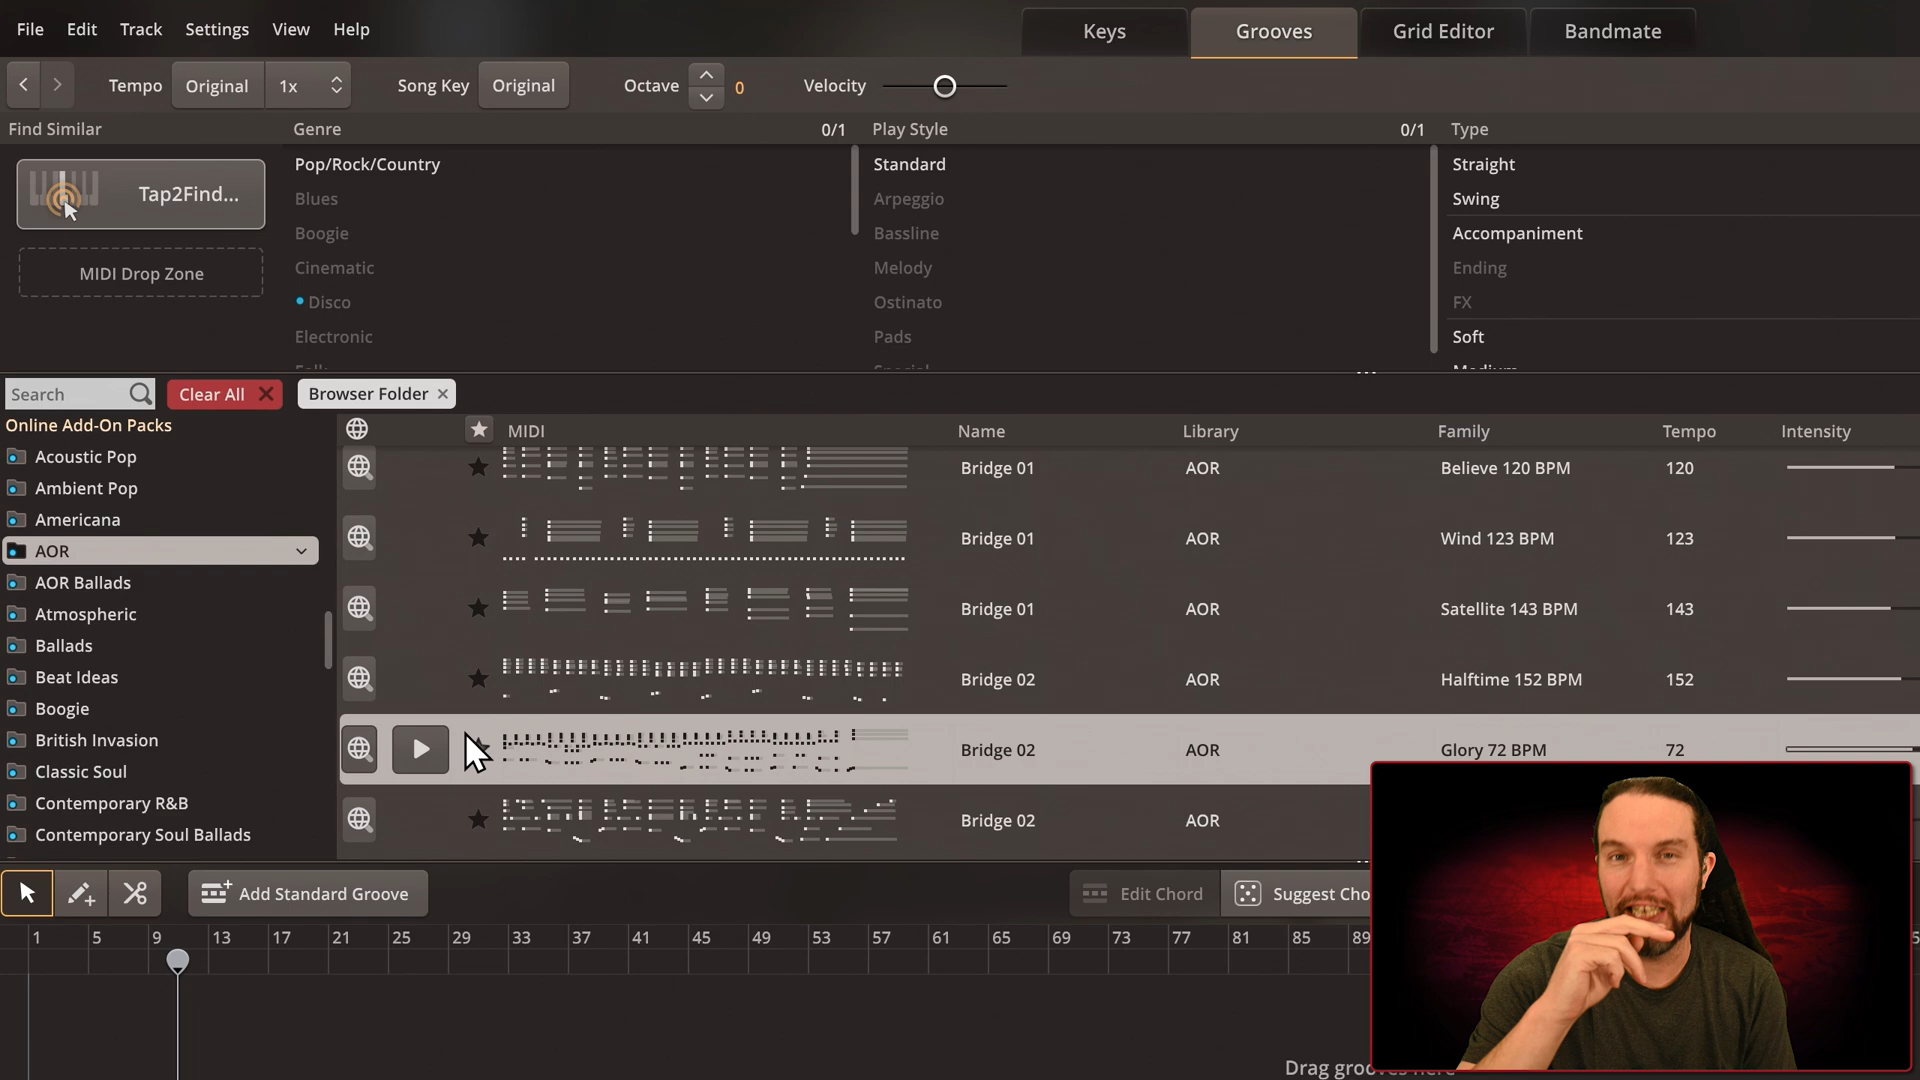 File Edit Track Settings View Help
Keys Grooves Grid Editor Bandmate
Tempo Original 1x Song Key Original Octave 0 Velocity
Find Similar Genre 0/1 Play Style 0/1 Type
Tap2Find...
MIDI Drop Zone
Pop/Rock/Country
Blues
Boogie
Cinematic
Disco
Electronic
Standard
Arpeggio
Bassline
Melody
Ostinato
Pads
Special
Straight
Swing
Accompaniment
Ending
FX
Soft
Medium
Search Clear All Browser Folder
Online Add-On Packs
Acoustic Pop
Ambient Pop
Americana
AOR
AOR Ballads
Atmospheric
Ballads
Beat Ideas
Boogie
British Invasion
Classic Soul
Contemporary R&B
Contemporary Soul Ballads
MIDI Name Library Family Tempo Intensity
Bridge 01 AOR Believe 120 BPM 120
Bridge 01 AOR Wind 123 BPM 123
Bridge 01 AOR Satellite 143 BPM 143
Bridge 02 AOR Halftime 152 BPM 152
Bridge 02 AOR Glory 72 BPM 72
Bridge 02 AOR
Add Standard Groove Edit Chord Suggest Cho
1 5 9 13 17 21 25 29 33 37 41 45 49 53 57 61 65 69 73 77 81 85 89
Drag grooves here